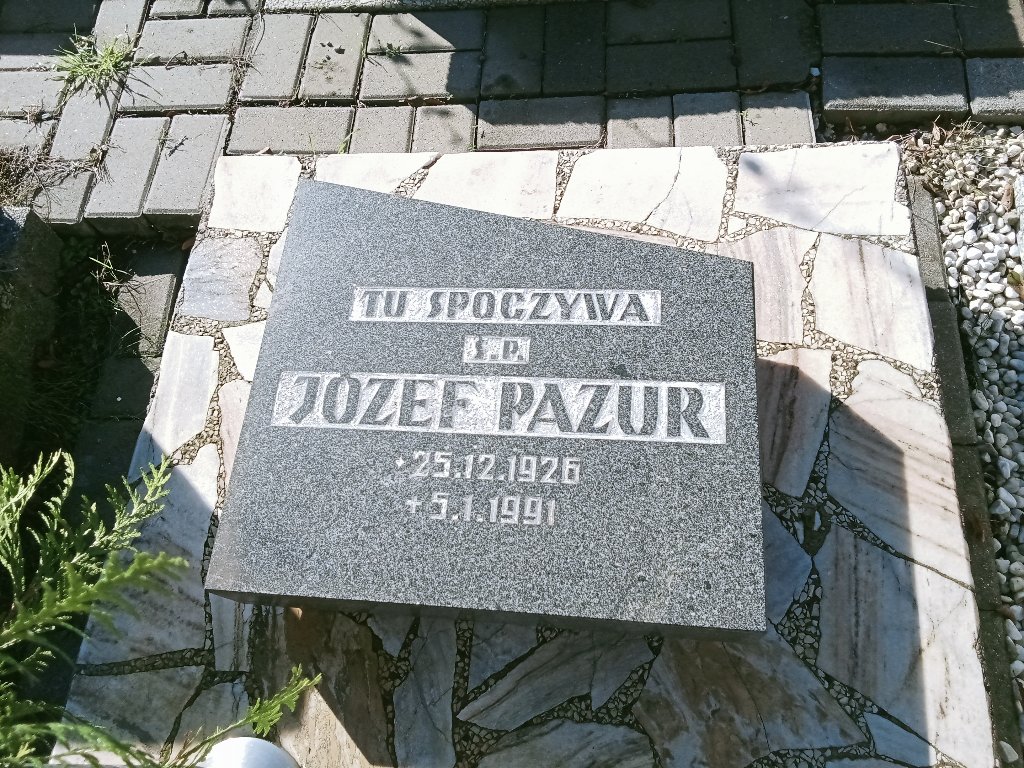 TU SPOCZYWA
Ś.P.
JÓZEF PAZUR
* 25.12.1926
+ 5.1.1991